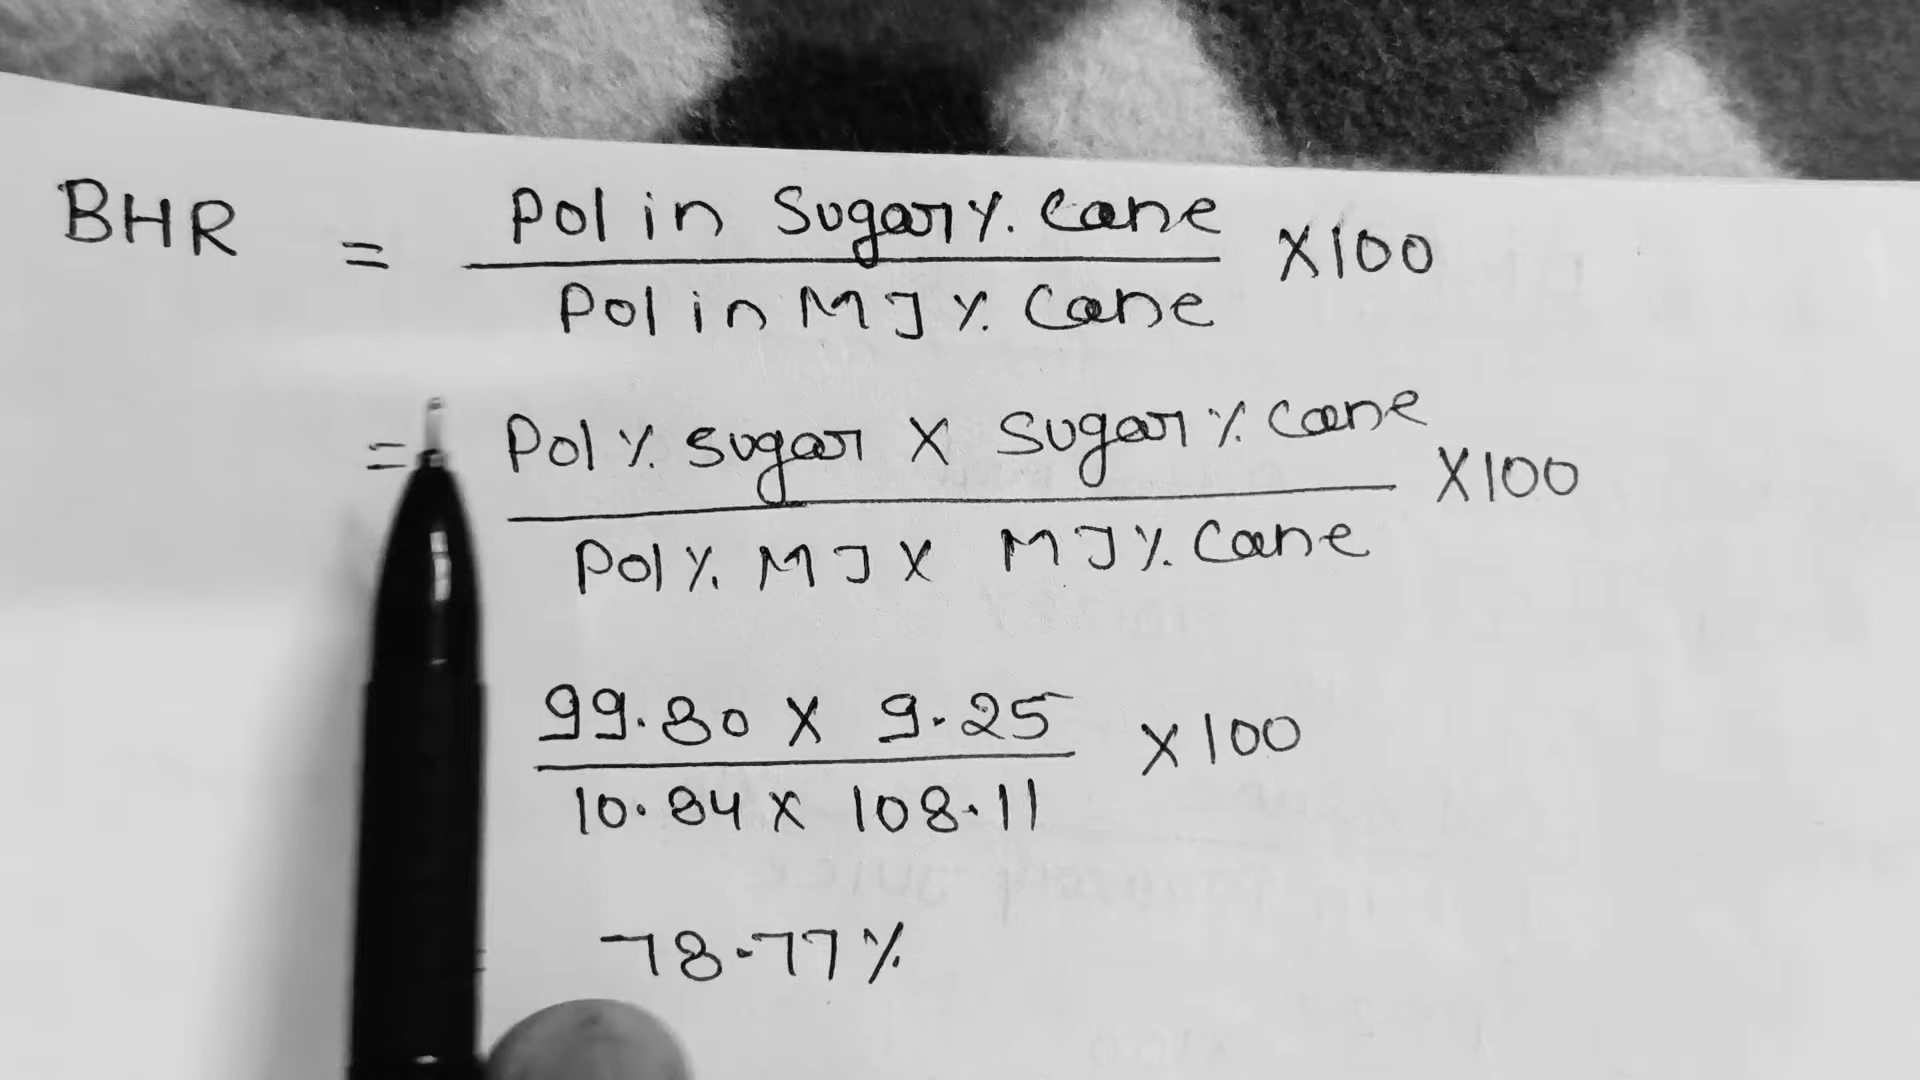 BHR = Pol in Sugar % Cane / Pol in MJ % Cane X100
= Pol % sugar X sugar % cane / Pol % MJ X MJ % Cane X100
99.80 X 9.25 / 10.84 X 108.11 X100
= 78.77 %